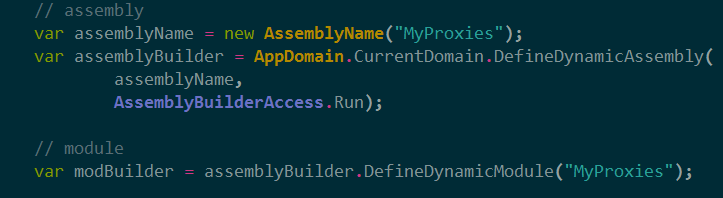 // assembly
var assemblyName = new AssemblyName("MyProxies");
var assemblyBuilder = AppDomain.CurrentDomain.DefineDynamicAssembly(
assemblyName,
AssemblyBuilderAccess.Run);
// module
var modBuilder = assemblyBuilder.DefineDynamicModule("MyProxies");